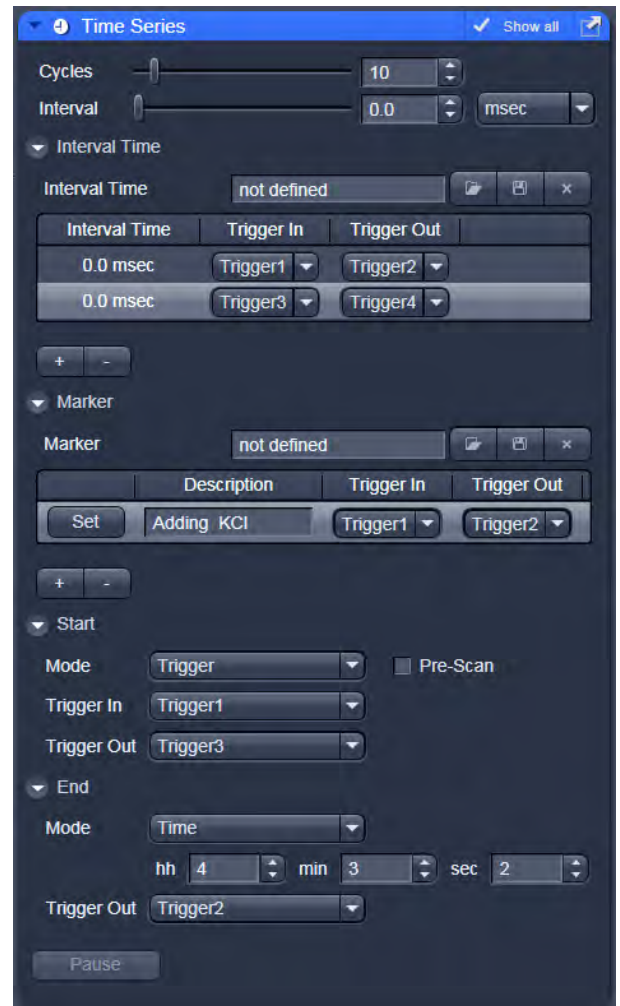 Time Series Show all
Cycles 10
Interval 0.0 msec
Interval Time
Interval Time not defined
Interval Time Trigger In Trigger Out
0.0 msec Trigger1 Trigger2
0.0 msec Trigger3 Trigger4
+ -
Marker
Marker not defined
Description Trigger In Trigger Out
Set Adding KCl Trigger1 Trigger2
+ -
Start
Mode Trigger Pre-Scan
Trigger In Trigger1
Trigger Out Trigger3
End
Mode Time
hh 4 min 3 sec 2
Trigger Out Trigger2
Pause